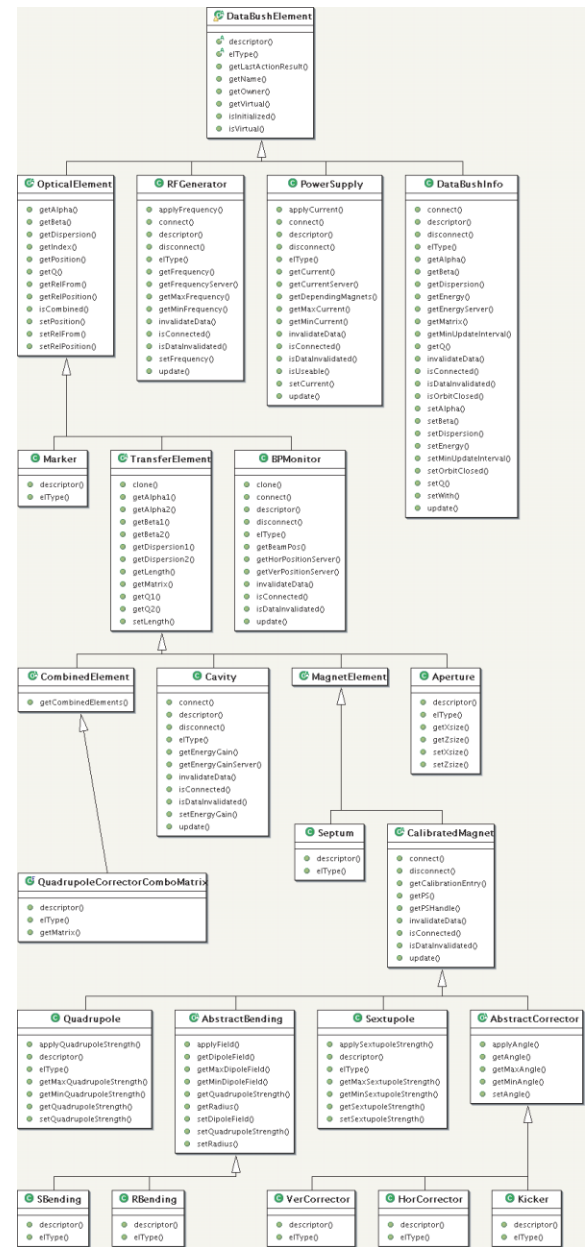 DataBushElement
descriptor()
elType()
getLastActionResult()
getName()
getOwner()
getVirtual()
isInitialized()
isVirtual()
OpticalElement
getAlpha()
getBeta()
getDispersion()
getIndex()
getPosition()
getQ()
getRelFrom()
getRelPosition()
isCombined()
setPosition()
setRelFrom()
setRelPosition()
RFGenerator
applyFrequency()
connect()
descriptor()
disconnect()
elType()
getFrequency()
getFrequencyServer()
getMaxFrequency()
getMinFrequency()
invalidateData()
isConnected()
isDataInvalidated()
setFrequency()
update()
PowerSupply
applyCurrent()
connect()
descriptor()
disconnect()
elType()
getCurrent()
getCurrentServer()
getDependingMagnets()
getMaxCurrent()
getMinCurrent()
invalidateData()
isConnected()
isDataInvalidated()
isUseable()
setCurrent()
update()
DataBushInfo
connect()
descriptor()
disconnect()
elType()
getAlpha()
getBeta()
getDispersion()
getEnergy()
getEnergyServer()
getMatrix()
getMinUpdateInterval()
getQ()
invalidateData()
isConnected()
isDataInvalidated()
isOrbitClosed()
setAlpha()
setBeta()
setDispersion()
setEnergy()
setMinUpdateInterval()
setOrbitClosed()
setQ()
setWith()
update()
Marker
descriptor()
elType()
TransferElement
clone()
getAlpha1()
getAlpha2()
getBeta1()
getBeta2()
getDispersion1()
getDispersion2()
getLength()
getMatrix()
getQ1()
getQ2()
setLength()
BPMonitor
clone()
connect()
descriptor()
disconnect()
elType()
getBeamPos()
getHorPositionServer()
getVerPositionServer()
invalidateData()
isConnected()
isDataInvalidated()
update()
CombinedElement
getCombinedElements()
Cavity
connect()
descriptor()
disconnect()
elType()
getEnergyGain()
getEnergyGainServer()
invalidateData()
isConnected()
isDataInvalidated()
setEnergyGain()
update()
MagnetElement
Aperture
descriptor()
elType()
getXsize()
getZsize()
setXsize()
setZsize()
Septum
descriptor()
elType()
CalibratedMagnet
connect()
disconnect()
getCalibrationEntry()
getPS()
getPSHandle()
invalidateData()
isConnected()
isDataInvalidated()
update()
QuadrupoleCorrectorComboMatrix
descriptor()
elType()
getMatrix()
Quadrupole
applyQuadrupoleStrength()
descriptor()
elType()
getMaxQuadrupoleStrength()
getMinQuadrupoleStrength()
getQuadrupoleStrength()
setQuadrupoleStrength()
AbstractBending
applyField()
getDipoleField()
getMaxDipoleField()
getMinDipoleField()
getQuadrupoleStrength()
getRadius()
setDipoleField()
setQuadrupoleStrength()
setRadius()
Sextupole
applySextupoleStrength()
descriptor()
elType()
getMaxSextupoleStrength()
getMinSextupoleStrength()
getSextupoleStrength()
setSextupoleStrength()
AbstractCorrector
applyAngle()
getAngle()
getMaxAngle()
getMinAngle()
setAngle()
SBending
descriptor()
elType()
RBending
descriptor()
elType()
VerCorrector
descriptor()
elType()
HorCorrector
descriptor()
elType()
Kicker
descriptor()
elType()